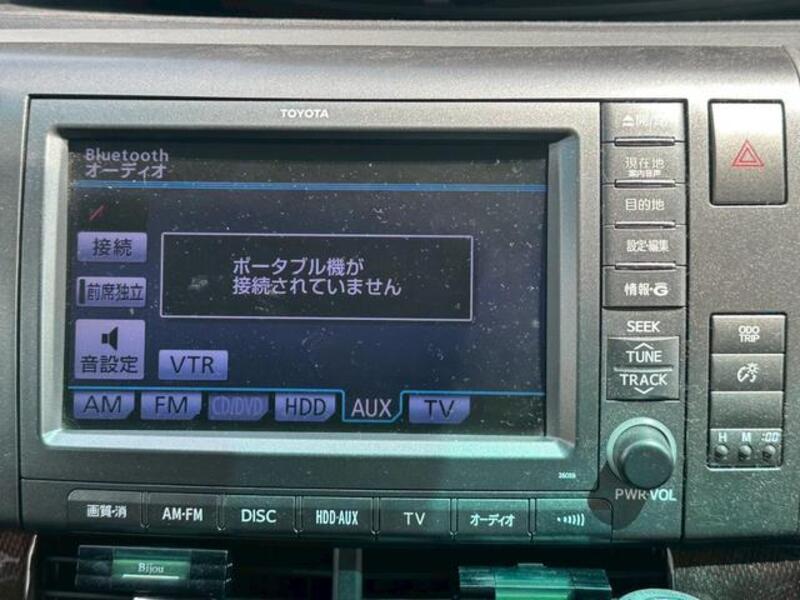 TOYOTA
Bluetooth
オーディオ
接続
前席独立
音設定
VTR
ポータブル機が
接続されていません
AM
FM
CD/DVD
HDD
AUX
TV
現在地
案内音声
目的地
設定・編集
情報・G
SEEK
TUNE
TRACK
PWR・VOL
ODO
TRIP
H
M
:00
画質・消
AM・FM
DISC
HDD・AUX
TV
オーディオ
Bijou